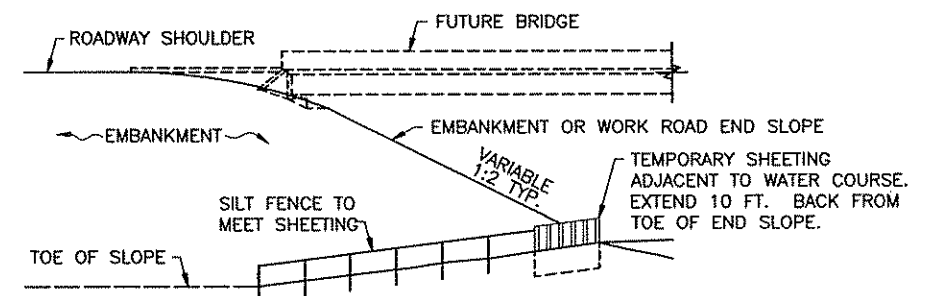 FUTURE BRIDGE
ROADWAY SHOULDER
EMBANKMENT
EMBANKMENT OR WORK ROAD END SLOPE
VARIABLE
1:2 TYP.
TEMPORARY SHEETING
ADJACENT TO WATER COURSE.
EXTEND 10 FT. BACK FROM
TOE OF END SLOPE.
SILT FENCE TO
MEET SHEETING
TOE OF SLOPE